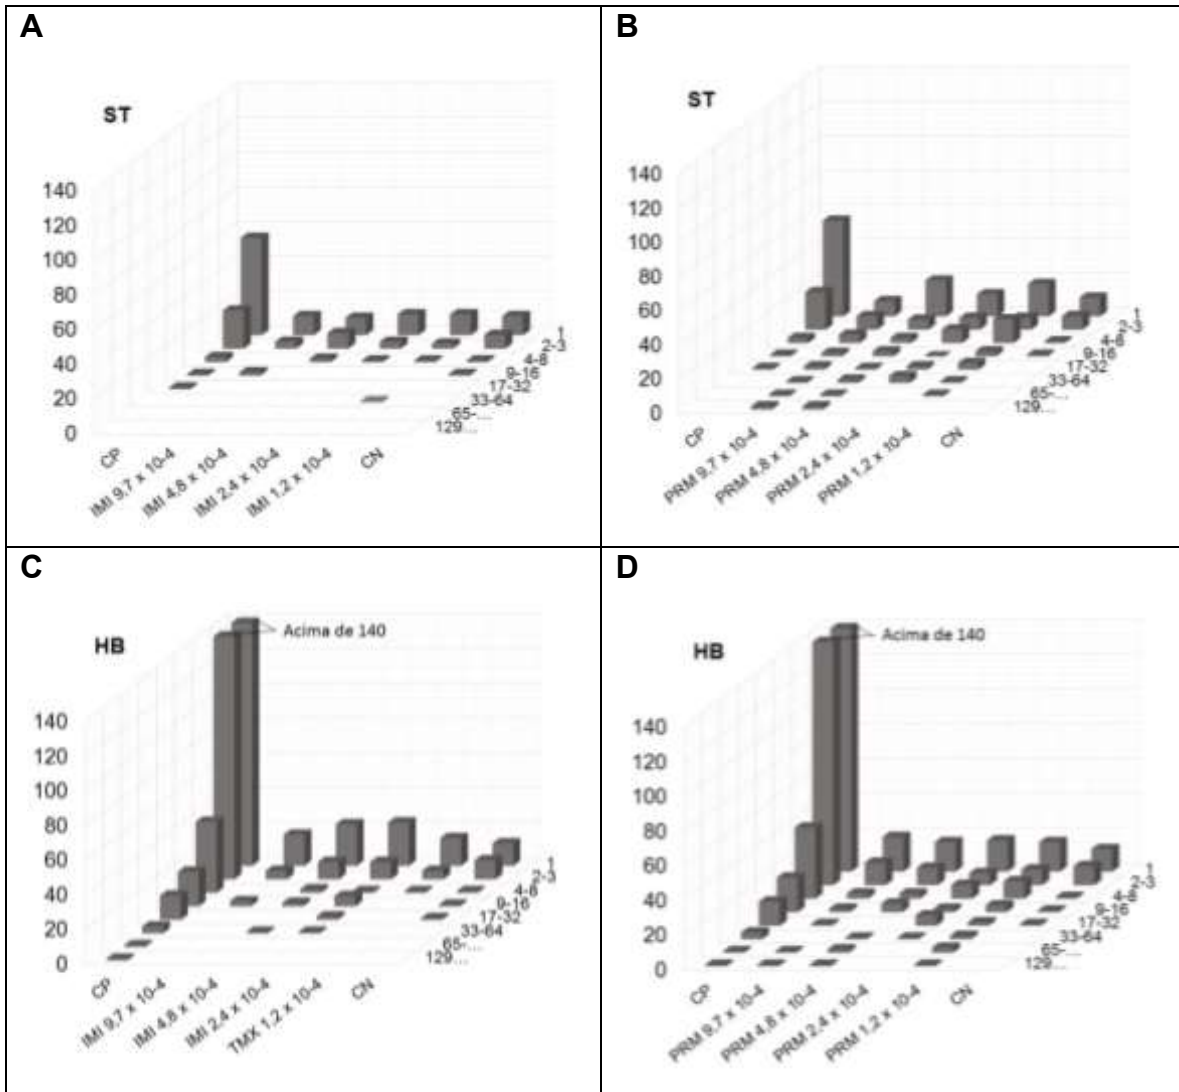 A
ST
140
120
100
80
60
40
20
0
1
2-3
4-8
9-16
17-32
33-64
65-...
129...
CP
IMI 9,7 x 10-4
IMI 4,8 x 10-4
IMI 2,4 x 10-4
IMI 1,2 x 10-4
CN
B
ST
140
120
100
80
60
40
20
0
1
2-3
4-8
9-16
17-32
33-64
65-...
129...
CP
PRM 9,7 x 10-4
PRM 4,8 x 10-4
PRM 2,4 x 10-4
PRM 1,2 x 10-4
CN
C
HB
Acima de 140
140
120
100
80
60
40
20
0
1
2-3
4-8
9-16
17-32
33-64
65-...
129...
CP
IMI 9,7 x 10-4
IMI 4,8 x 10-4
IMI 2,4 x 10-4
TMX 1,2 x 10-4
CN
D
HB
Acima de 140
140
120
100
80
60
40
20
0
1
2-3
4-8
9-16
17-32
33-64
65-...
129...
CP
PRM 9,7 x 10-4
PRM 4,8 x 10-4
PRM 2,4 x 10-4
PRM 1,2 x 10-4
CN